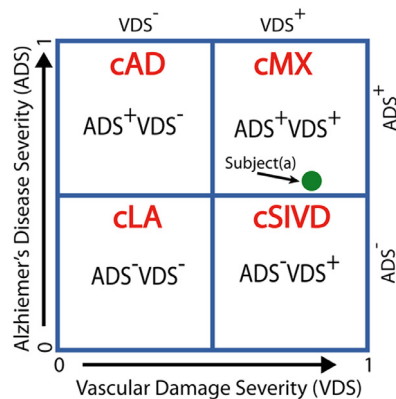 VDS⁻ VDS⁺
1
cAD cMX
ADS⁺VDS⁻ ADS⁺VDS⁺
Subject(a)
cLA cSIVD
ADS⁻VDS⁻ ADS⁻VDS⁺
ADS⁺
ADS⁻
Alzhiemer's Disease Severity (ADS)
0
0 1
Vascular Damage Severity (VDS)